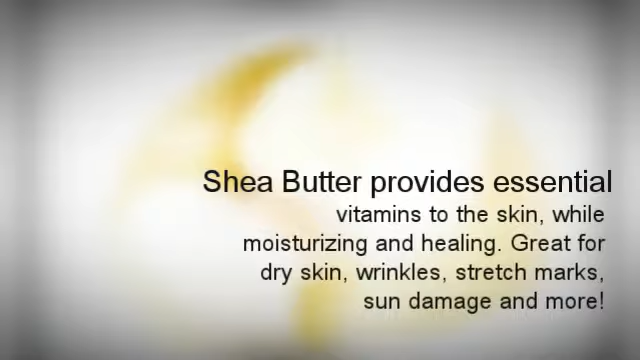 Shea Butter provides essential
vitamins to the skin, while
moisturizing and healing. Great for
dry skin, wrinkles, stretch marks,
sun damage and more!